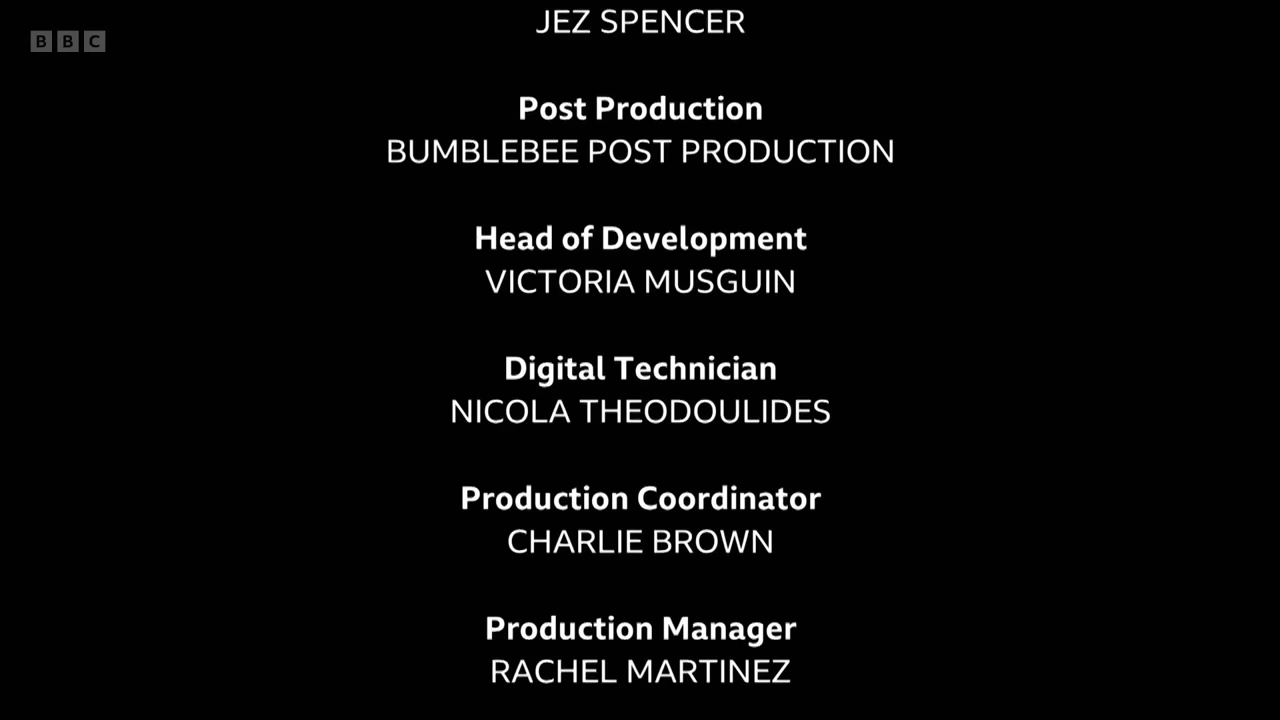 BBC
JEZ SPENCER
Post Production
BUMBLEBEE POST PRODUCTION
Head of Development
VICTORIA MUSGUIN
Digital Technician
NICOLA THEODOULIDES
Production Coordinator
CHARLIE BROWN
Production Manager
RACHEL MARTINEZ